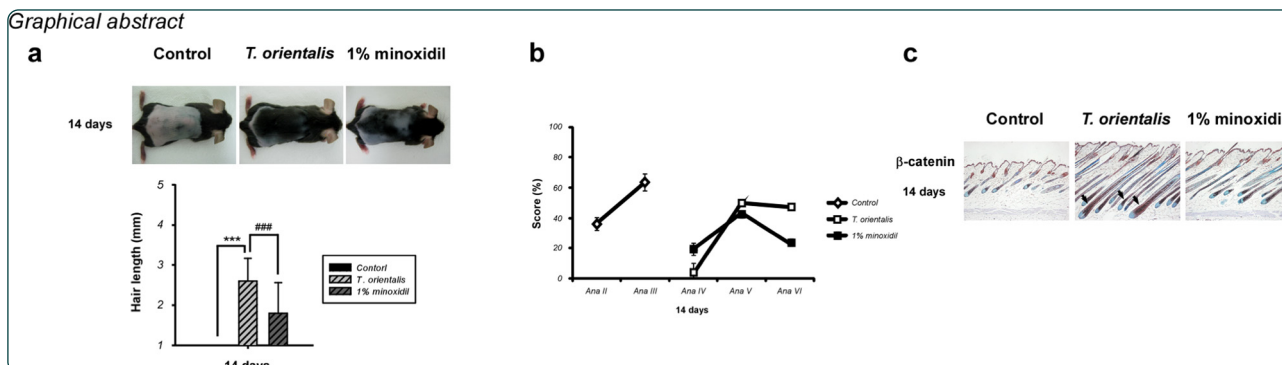 Graphical abstract
a
Control T. orientalis 1% minoxidil
14 days
5
4
3
2
1
Hair length (mm)
***
###
Contorl
T. orientalis
1% minoxidil
14 days
b
100
80
60
40
20
0
Score (%)
Ana II Ana III Ana IV Ana V Ana VI
14 days
Control
T. orientalis
1% minoxidil
c
Control T. orientalis 1% minoxidil
β-catenin
14 days